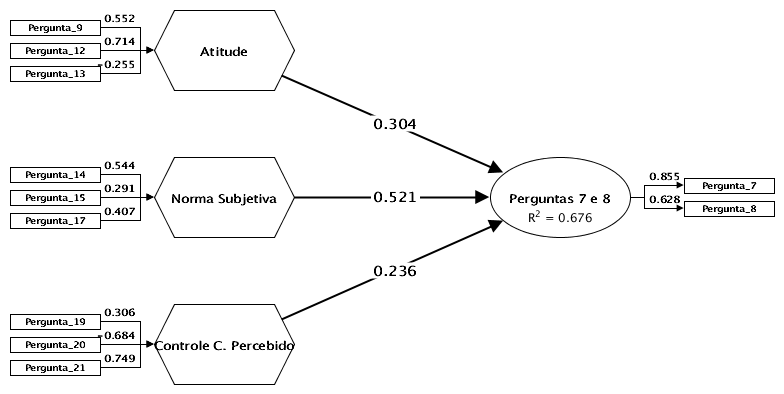 Pergunta_9
0.552
Pergunta_12
0.714
Pergunta_13
-0.255
Atitude
0.304
Pergunta_14
0.544
Pergunta_15
0.291
Pergunta_17
0.407
Norma Subjetiva
0.521
Perguntas 7 e 8
R² = 0.676
0.855
Pergunta_7
0.628
Pergunta_8
0.236
Pergunta_19
0.306
Pergunta_20
-0.684
Pergunta_21
0.749
Controle C. Percebido